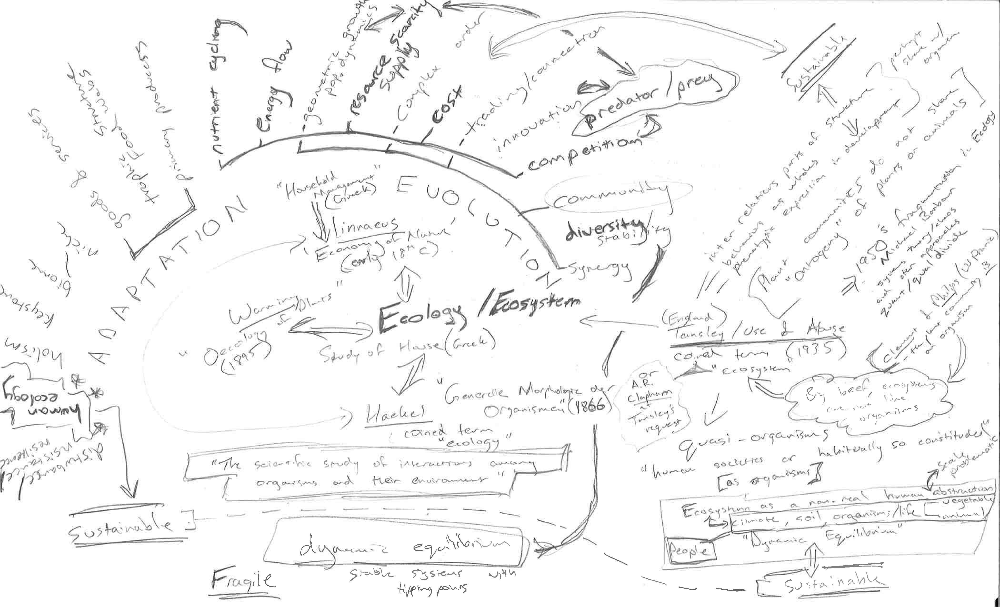 nutrient cycling
Energy flow
geometric growth
pop. dynamics
resource scarcity
supply
complex order
cost
trading/connection
innovation
competition
predator/prey
community
diversity/
stability
synergy
primary produces
trophic structure
food webs
goods & services
niche
biome
keystone
holism
human &
ecology
disturbance/
resistance/
resilience
ADAPTATION
EVOLUTION
"Household
Management"
(Greek)
Linnaeus
'Economy of Nature'
(early 18th C)
Warming
"Oecology of Plants"
(1895)
Ecology/Ecosystem
Study of House (Greek)
Haekel
coined term
"ecology"
"Generelle Morphologie der
Organismen" (1866)
"The scientific study of interactions among
organisms and their environment"
Sustainable
dynamic equilibrium
stable systems with
tipping points
Fragile
Sustainable
perhaps
share w/
organism
inter relations parts of structure
behaviors as wholes
phenotypic expression in development
Plant communities do not share
"ontogeny" of plants or animals
1950's fragmentation in Ecology
Michael Barbour
systems theory/chaos
and other approaches
quant/qual divide
Clement & Philips (US Prairie)
- the plant community is
an organism
(England)
Tansley/Use & Abuse
coined term (1935)
"ecosystem"
or
A.R.
Clapham
at
Tansley's
request
Big beef, ecosystems
are not like
organisms
quasi-organisms
"human societies or habitually so constituded"
[as organisms]
scale
problematic
Ecosystem as a non-real human abstraction
climate, soil, organisms/life
vegetable
animal
People
"Dynamic Equilibrium"
Sustainable